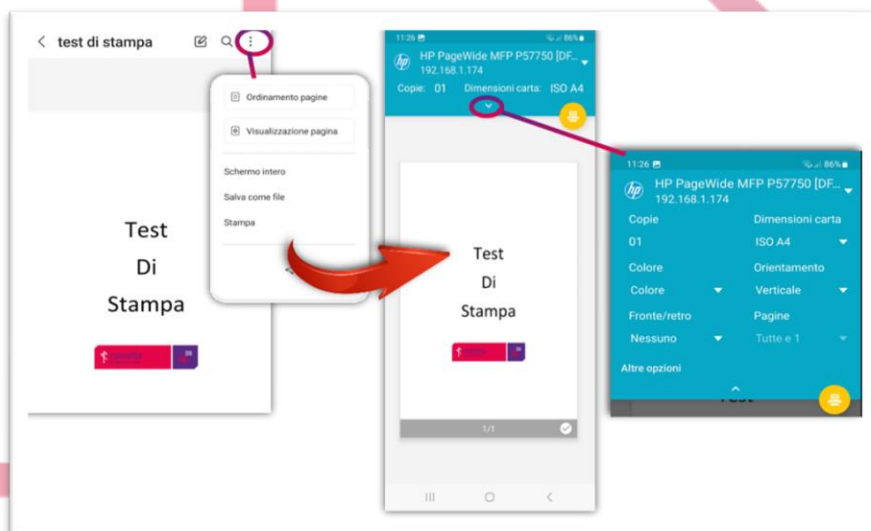 test di stampa
Ordinamento pagine
Visualizzazione pagina
Schermo intero
Salva come file
Stampa
Test
Di
Stampa
11:26 86%
HP PageWide MFP P57750 [DF...
192.168.1.174
Copie: 01 Dimensioni carta: ISO A4
Test
Di
Stampa
1/1
11:26 86%
HP PageWide MFP P57750 [DF...
192.168.1.174
Copie Dimensioni carta
01 ISO A4
Colore Orientamento
Colore Verticale
Fronte/retro Pagine
Nessuno Tutte e 1
Altre opzioni